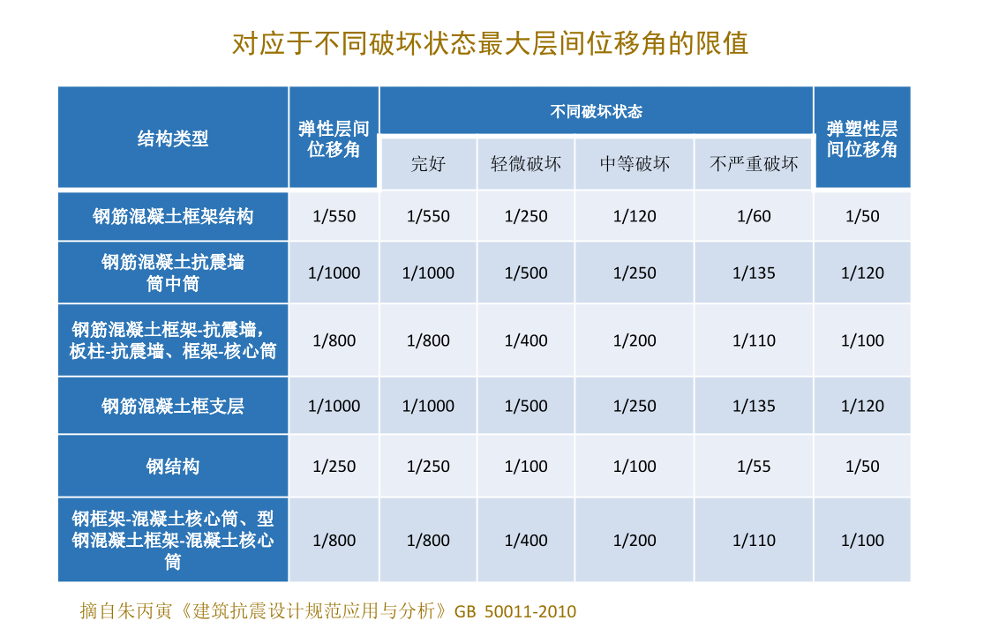 对应于不同破坏状态最大层间位移角的限值
结构类型
弹性层间
位移角
不同破坏状态
弹塑性层
间位移角
完好
轻微破坏
中等破坏
不严重破坏
钢筋混凝土框架结构
1/550
1/550
1/250
1/120
1/60
1/50
钢筋混凝土抗震墙
筒中筒
1/1000
1/1000
1/500
1/250
1/135
1/120
钢筋混凝土框架-抗震墙，
板柱-抗震墙、框架-核心筒
1/800
1/800
1/400
1/200
1/110
1/100
钢筋混凝土框支层
1/1000
1/1000
1/500
1/250
1/135
1/120
钢结构
1/250
1/250
1/100
1/100
1/55
1/50
钢框架-混凝土核心筒、型
钢混凝土框架-混凝土核心
筒
1/800
1/800
1/400
1/200
1/110
1/100
摘自朱丙寅《建筑抗震设计规范应用与分析》GB 50011-2010